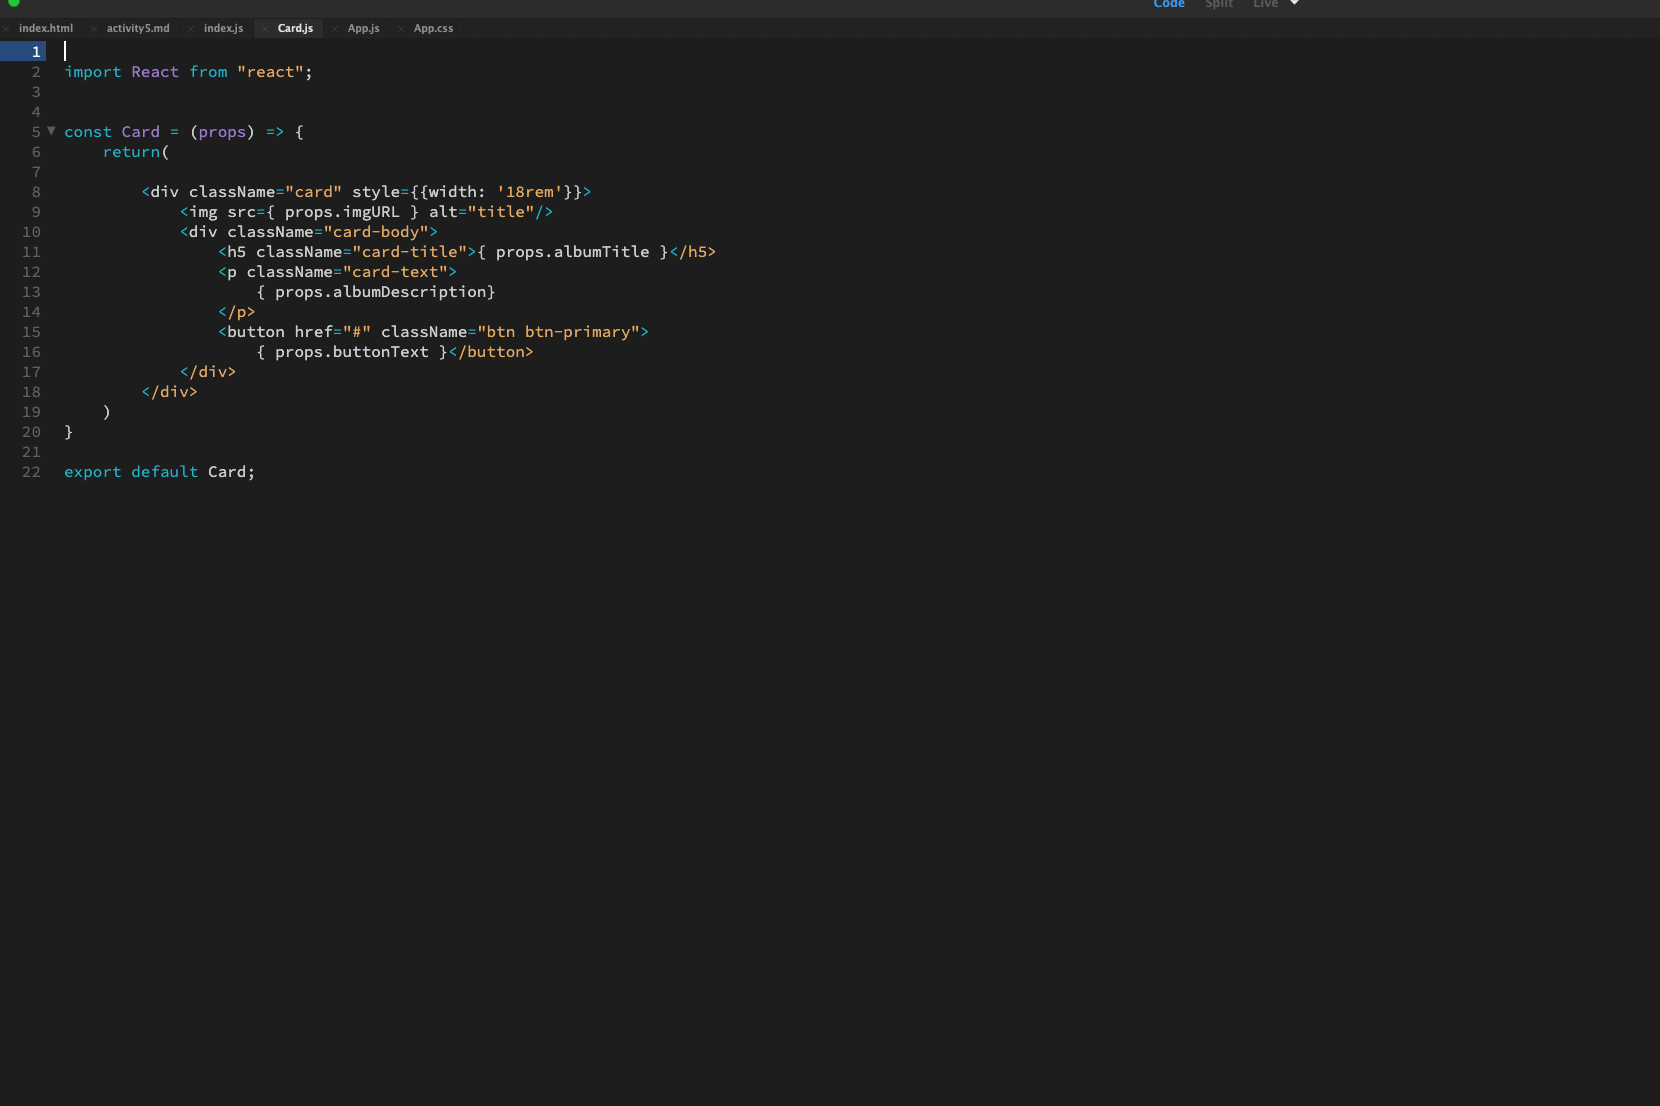 Code Split Live
index.html activity5.md index.js Card.js App.js App.css
1
2 import React from "react";
3
4
5 const Card = (props) => {
6 return(
7
8 <div className="card" style={{width: '18rem'}}>
9 <img src={ props.imgURL } alt="title"/>
10 <div className="card-body">
11 <h5 className="card-title">{ props.albumTitle }</h5>
12 <p className="card-text">
13 { props.albumDescription}
14 </p>
15 <button href="#" className="btn btn-primary">
16 { props.buttonText }</button>
17 </div>
18 </div>
19 )
20 }
21
22 export default Card;